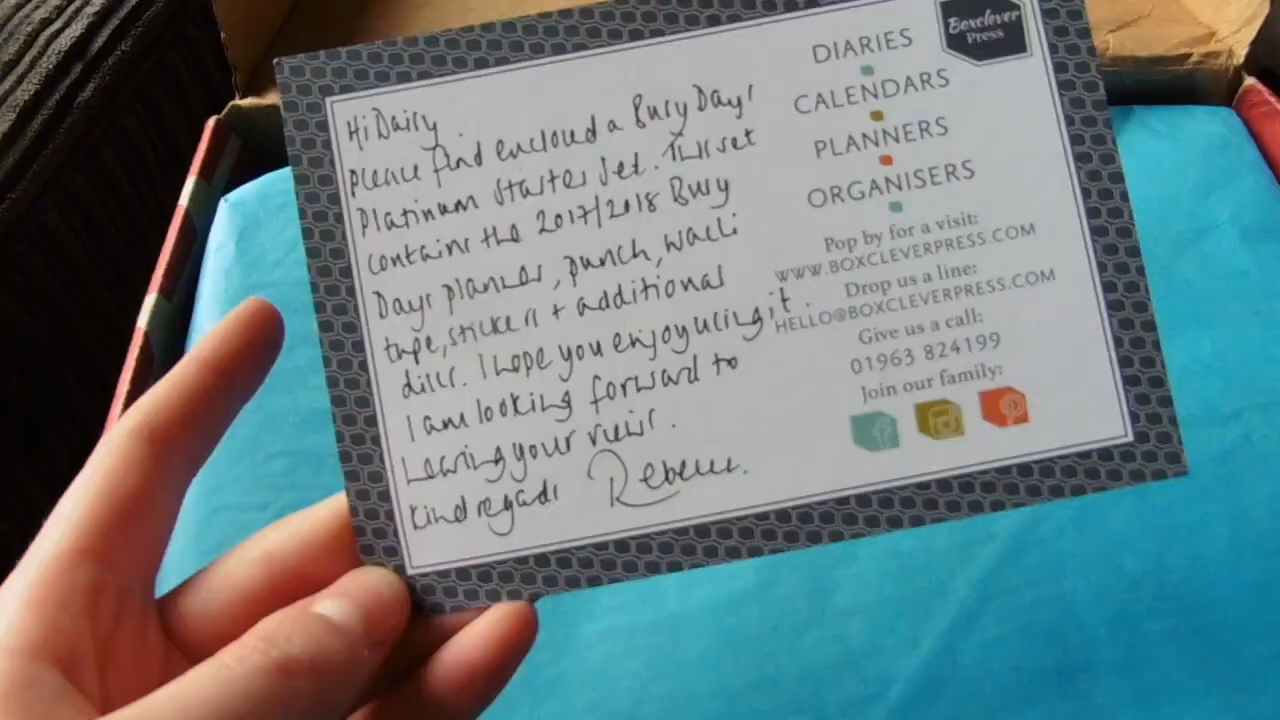 Hi Daisy
please find enclosed a Busy Days
Platinum starter set. This set
contains the 2017/2018 Busy
Days planner, punch, washi
tape, stickers + additional
discs. I hope you enjoy using it.
I am looking forward to
hearing your views.
kind regards Rebecca.
Boxclever
Press
DIARIES
CALENDARS
PLANNERS
ORGANISERS
Pop by for a visit:
WWW.BOXCLEVERPRESS.COM
Drop us a line:
HELLO@BOXCLEVERPRESS.COM
Give us a call:
01963 824199
Join our family: